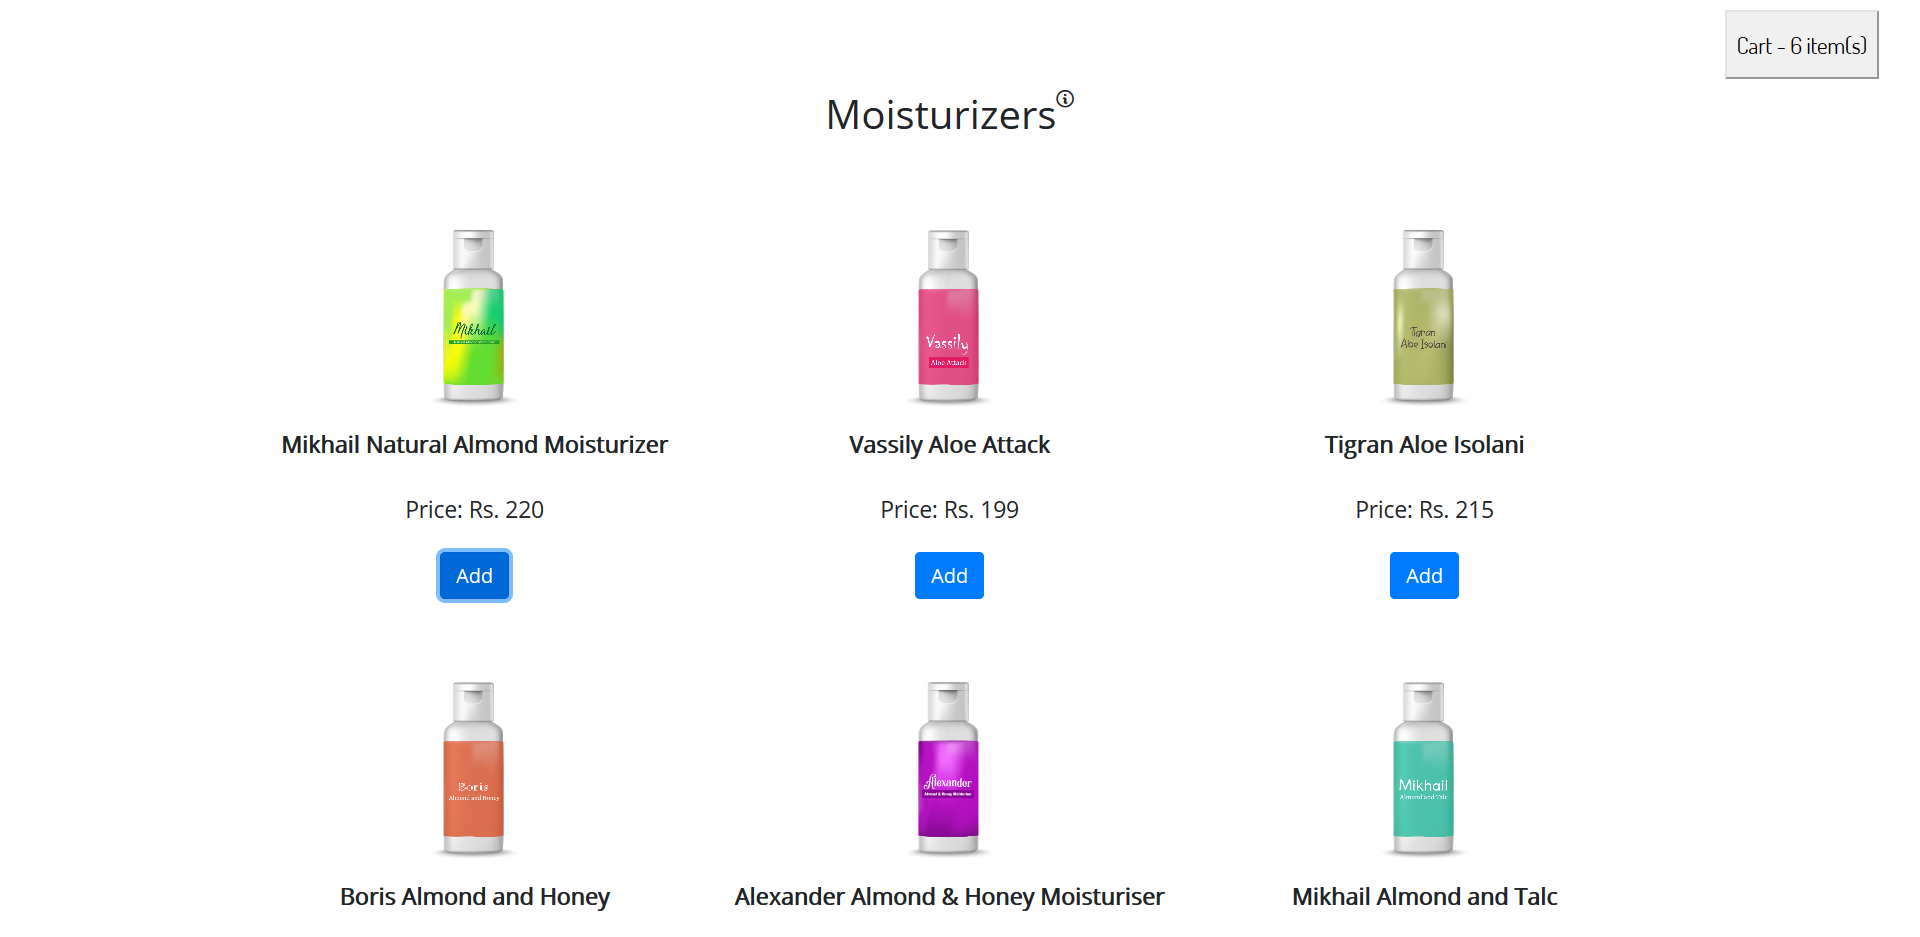 Cart - 6 item(s)
Moisturizers
Mikhail
Vassily
Aloe Attack
Tigran
Aloe Isolani
Mikhail Natural Almond Moisturizer
Vassily Aloe Attack
Tigran Aloe Isolani
Price: Rs. 220
Price: Rs. 199
Price: Rs. 215
Add
Add
Add
Boris
Almond and Honey
Alexander
Almond & Honey Moisturiser
Mikhail
Almond and Talc
Boris Almond and Honey
Alexander Almond & Honey Moisturiser
Mikhail Almond and Talc